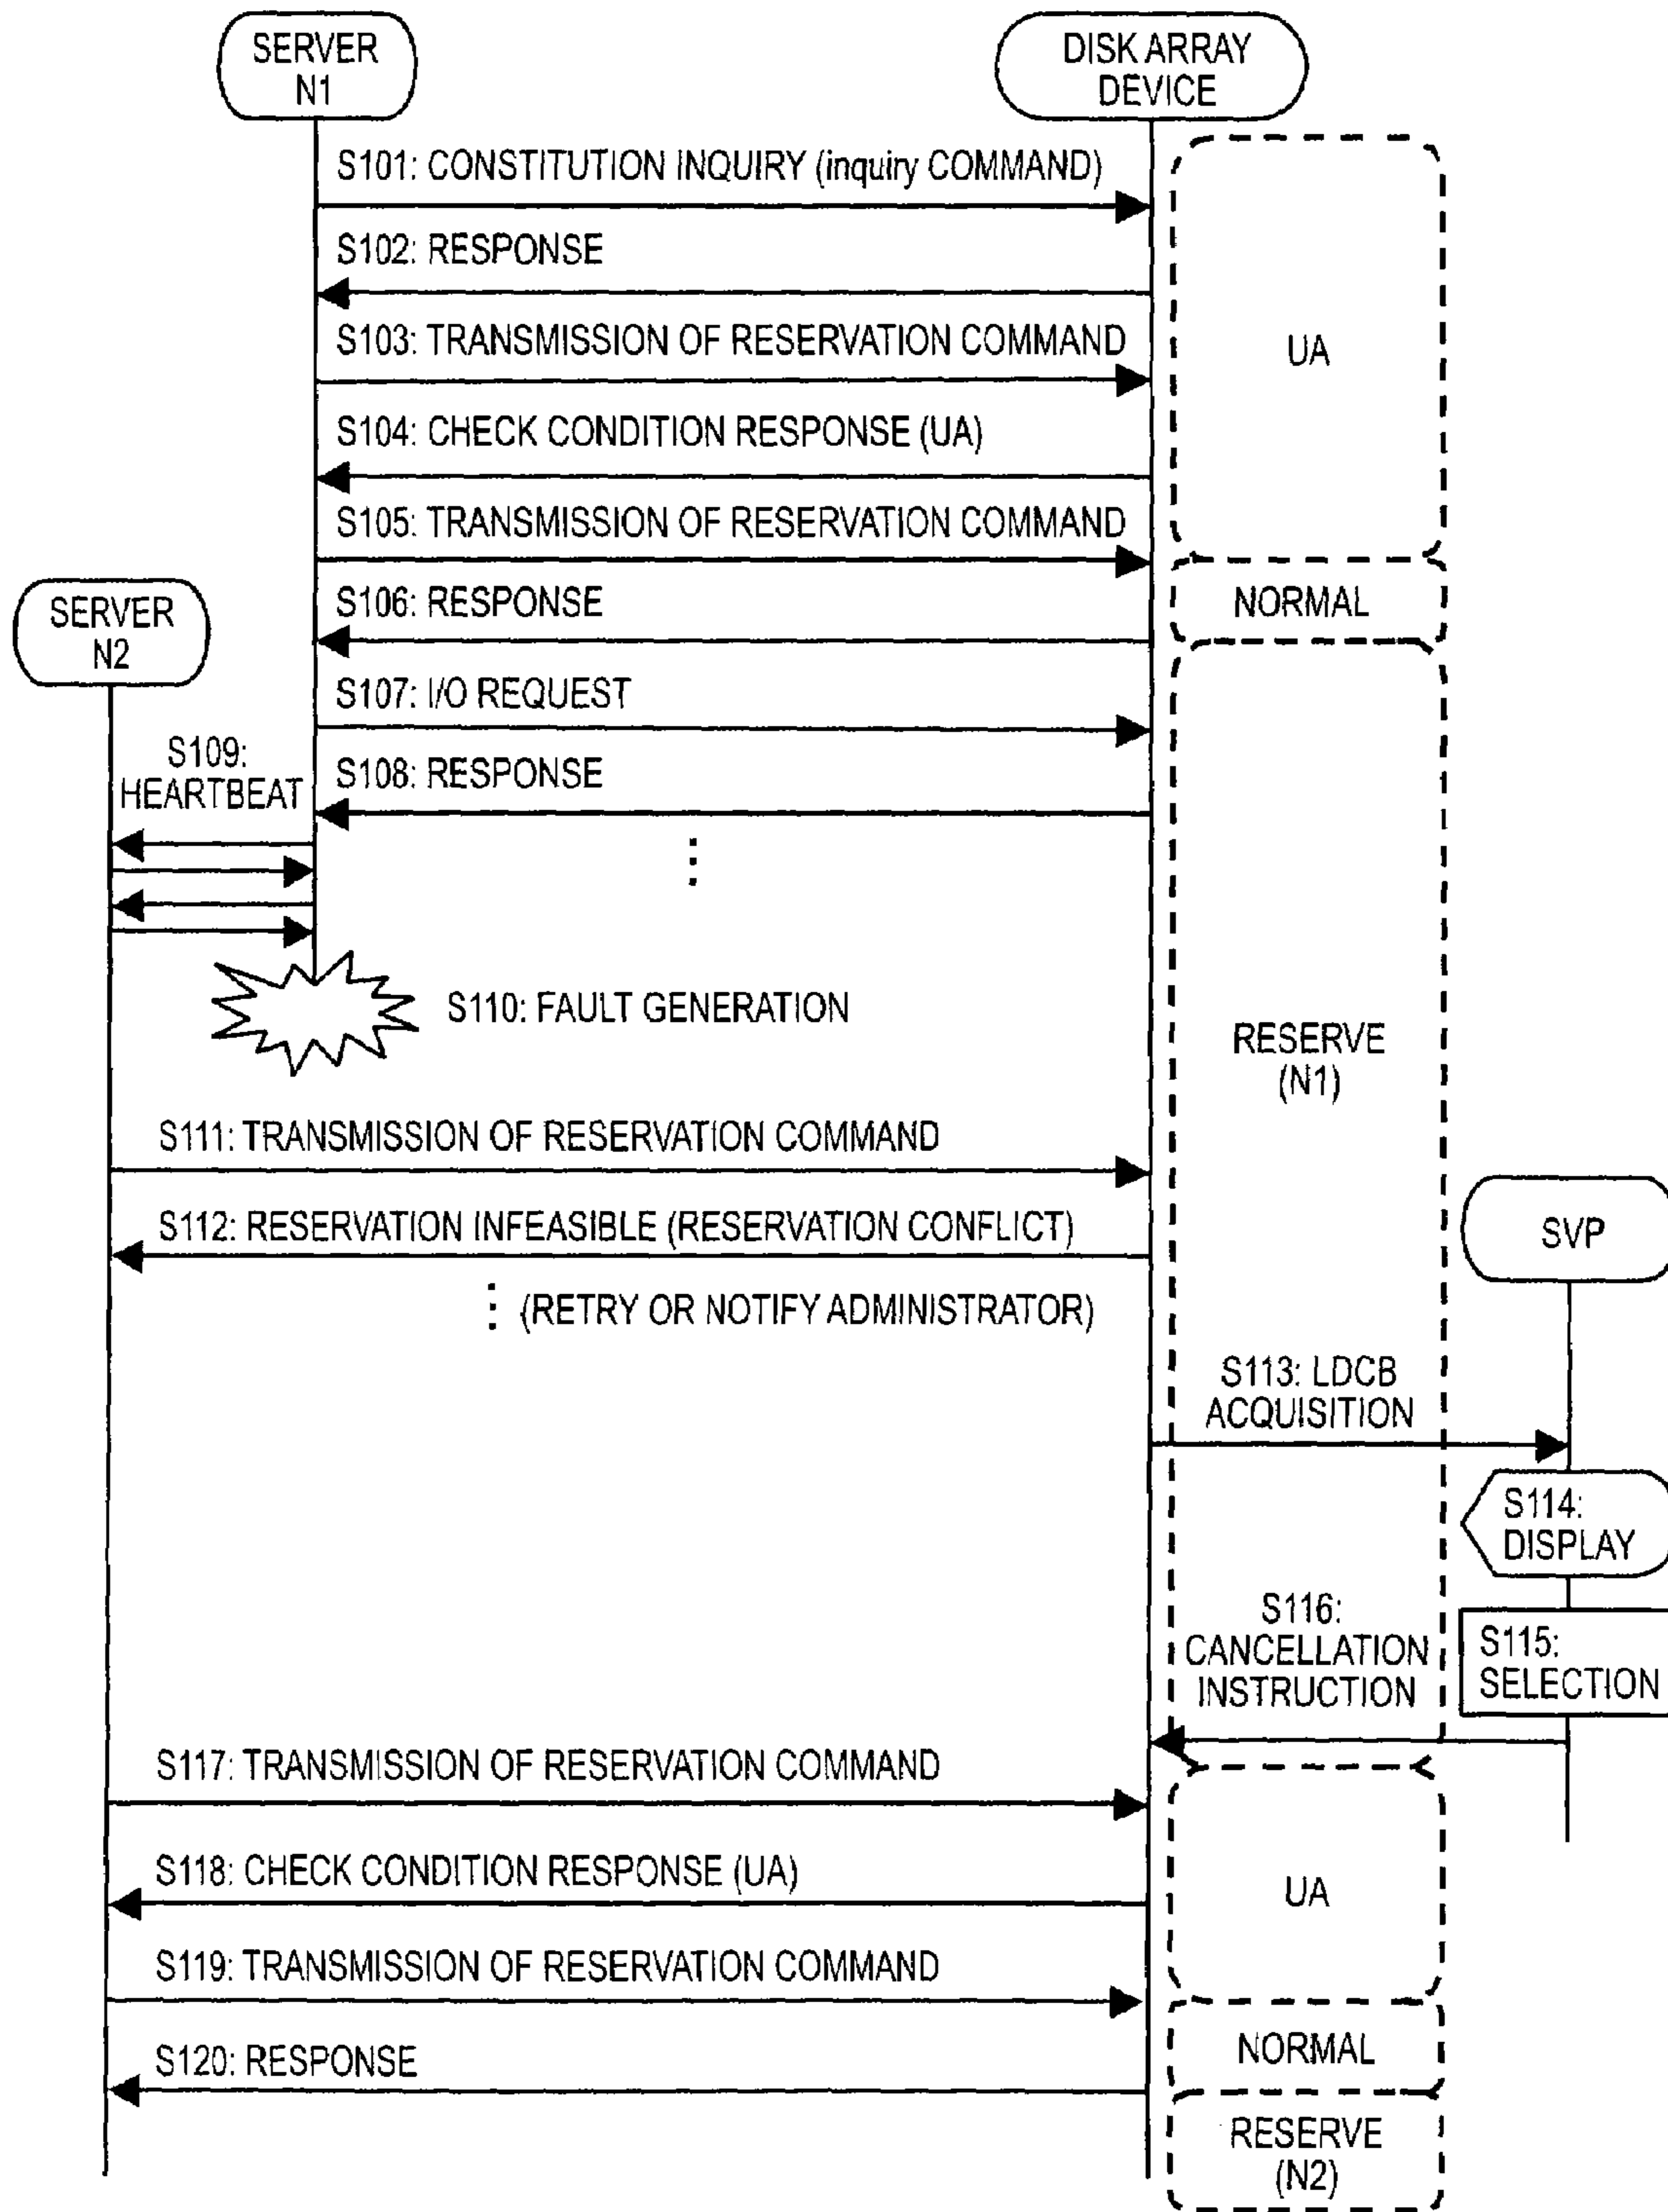 SERVER
N1
DISK ARRAY
DEVICE
S101: CONSTITUTION INQUIRY (inquiry COMMAND)
S102: RESPONSE
S103: TRANSMISSION OF RESERVATION COMMAND
UA
S104: CHECK CONDITION RESPONSE (UA)
S105: TRANSMISSION OF RESERVATION COMMAND
SERVER
N2
S106: RESPONSE
NORMAL
S107: I/O REQUEST
S109:
HEARTBEAT
S108: RESPONSE
S110: FAULT GENERATION
RESERVE
(N1)
S111: TRANSMISSION OF RESERVATION COMMAND
S112: RESERVATION INFEASIBLE (RESERVATION CONFLICT)
SVP
(RETRY OR NOTIFY ADMINISTRATOR)
S113: LDCB
ACQUISITION
S114:
DISPLAY
S116:
CANCELLATION
INSTRUCTION
S115:
SELECTION
S117: TRANSMISSION OF RESERVATION COMMAND
S118: CHECK CONDITION RESPONSE (UA)
UA
S119: TRANSMISSION OF RESERVATION COMMAND
NORMAL
S120: RESPONSE
RESERVE
(N2)